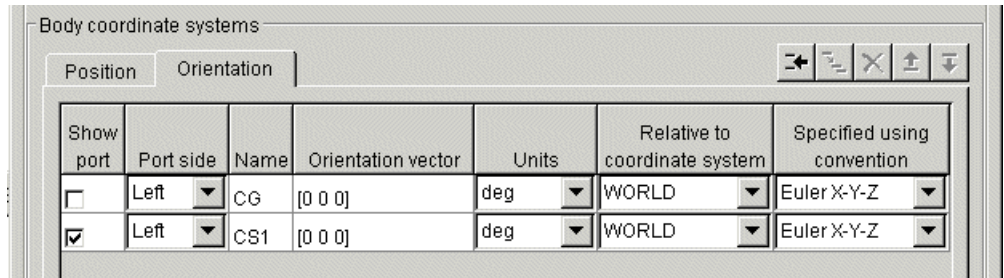 Body coordinate systems
Position Orientation
Show port Port side Name Orientation vector Units Relative to coordinate system Specified using convention
Left CG [0 0 0] deg WORLD Euler X-Y-Z
Left CS1 [0 0 0] deg WORLD Euler X-Y-Z